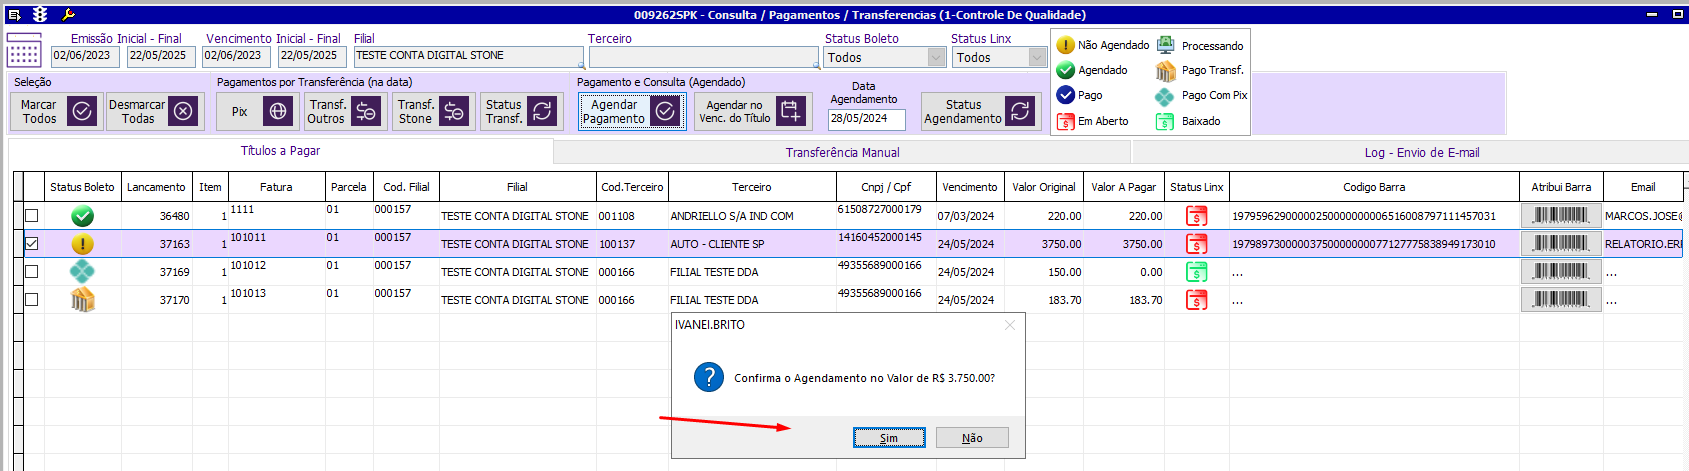 009262SPK - Consulta / Pagamentos / Transferencias (1-Controle De Qualidade)
Emissão Inicial - Final Vencimento Inicial - Final Filial Terceiro Status Boleto Status Linx
02/06/2023 22/05/2025 02/06/2023 22/05/2025 TESTE CONTA DIGITAL STONE Todos Todos
Não Agendado Processando
Agendado Pago Transf.
Pago Pago Com Pix
Em Aberto Baixado
Seleção
Marcar Todos
Desmarcar Todas
Pagamentos por Transferência (na data)
Pix
Transf. Outros
Transf. Stone
Status Transf.
Pagamento e Consulta (Agendado)
Agendar Pagamento
Agendar no Venc. do Título
Data Agendamento
28/05/2024
Status Agendamento
Títulos a Pagar Transferência Manual Log - Envio de E-mail
Status Boleto Lancamento Item Fatura Parcela Cod. Filial Filial Cod.Terceiro Terceiro Cnpj / Cpf Vencimento Valor Original Valor A Pagar Status Linx Codigo Barra Atribui Barra Email
36480 1 1111 01 000157 TESTE CONTA DIGITAL STONE 001108 ANDRIELLO S/A IND COM 61508727000179 07/03/2024 220.00 220.00 19795962900000250000000006516008797111457031 MARCOS.JOSE@
37163 1 101011 01 000157 TESTE CONTA DIGITAL STONE 100137 AUTO - CLIENTE SP 14160452000145 24/05/2024 3750.00 3750.00 19798973000003750000000077127775838949173010 RELATORIO.ERI
37169 1 101012 01 000157 TESTE CONTA DIGITAL STONE 000166 FILIAL TESTE DDA 49355689000166 24/05/2024 150.00 0.00 ... ...
37170 1 101013 01 000157 TESTE CONTA DIGITAL STONE 000166 FILIAL TESTE DDA 49355689000166 24/05/2024 183.70 183.70 ... ...
IVANEI.BRITO
Confirma o Agendamento no Valor de R$ 3.750.00?
Sim Não